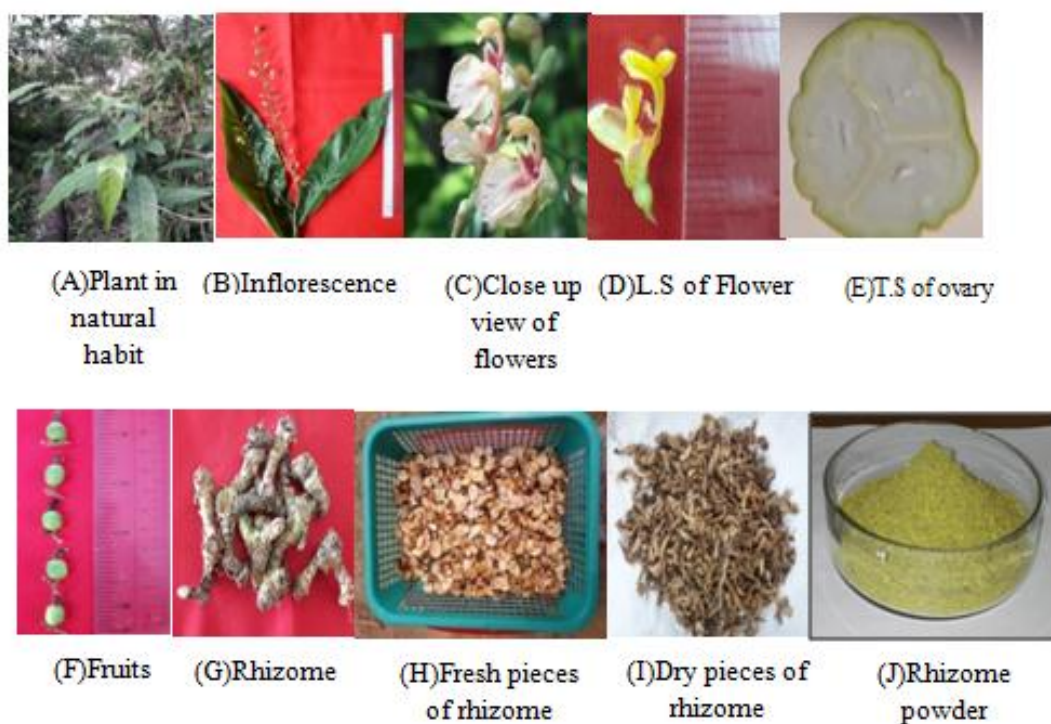 (A)Plant in
natural
habit
(B)Inflorescence
(C)Close up
view of
flowers
(D)L.S of Flower
(E)T.S of ovary
(F)Fruits
(G)Rhizome
(H)Fresh pieces
of rhizome
(I)Dry pieces of
rhizome
(J)Rhizome
powder